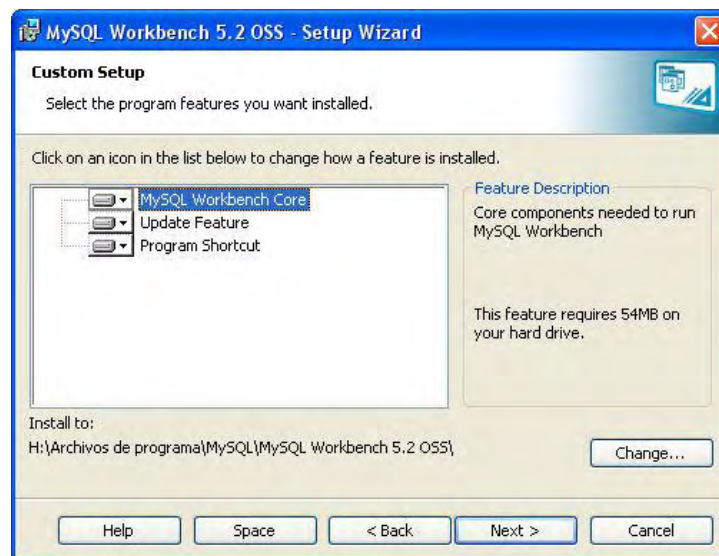 MySQL Workbench 5.2 OSS - Setup Wizard
Custom Setup
Select the program features you want installed.
Click on an icon in the list below to change how a feature is installed.
MySQL Workbench Core
Update Feature
Program Shortcut
Feature Description
Core components needed to run
MySQL Workbench
This feature requires 54MB on
your hard drive.
Install to:
H:\Archivos de programa\MySQL\MySQL Workbench 5.2 OSS\
Change...
Help
Space
< Back
Next >
Cancel